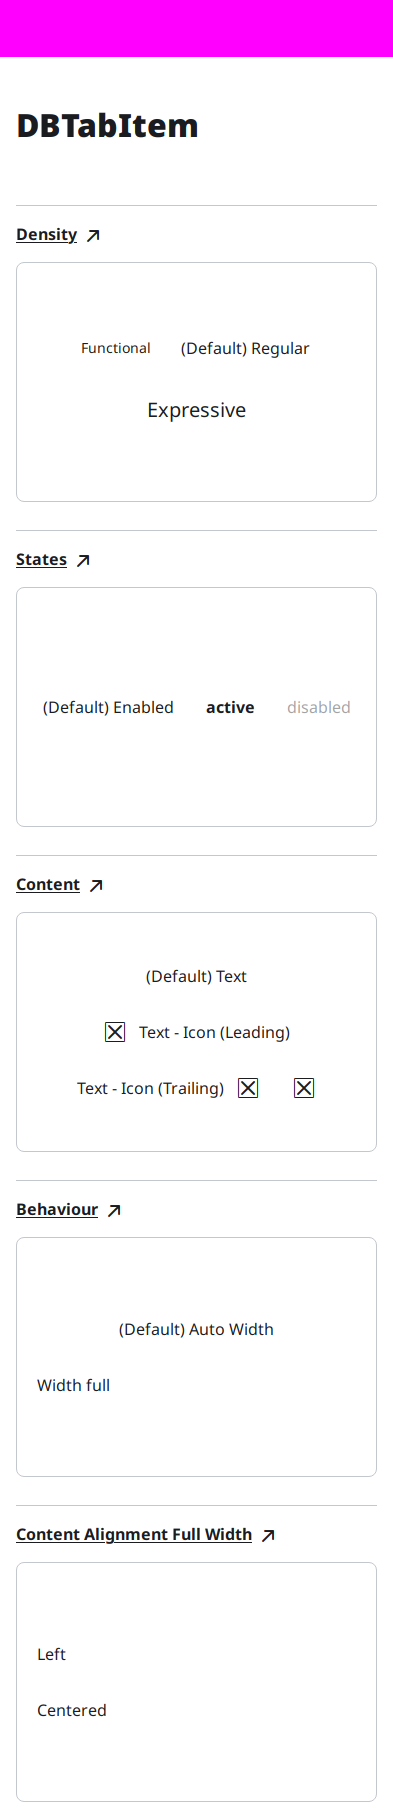 DBTabItem
Density
Functional (Default) Regular
Expressive
States
(Default) Enabled active disabled
Content
(Default) Text
Text - Icon (Leading)
Text - Icon (Trailing)
Behaviour
(Default) Auto Width
Width full
Content Alignment Full Width
Left
Centered